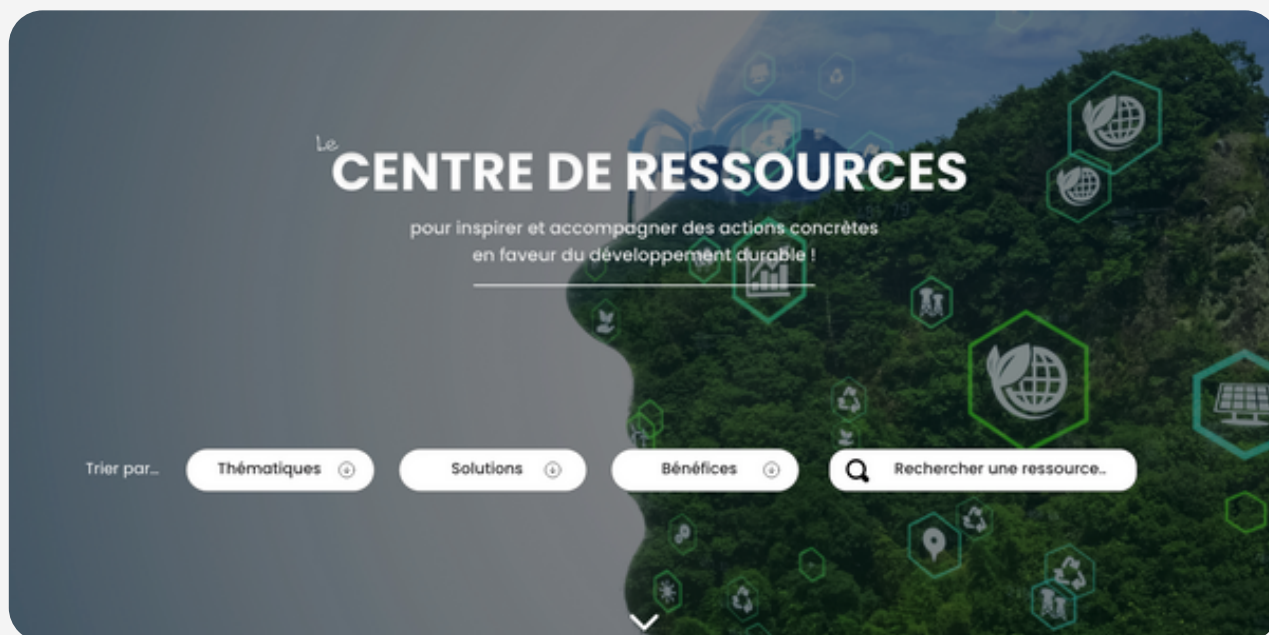 Le
CENTRE DE RESSOURCES
pour inspirer et accompagner des actions concrètes
en faveur du développement durable !
Trier par... Thématiques Solutions Bénéfices Rechercher une ressource..